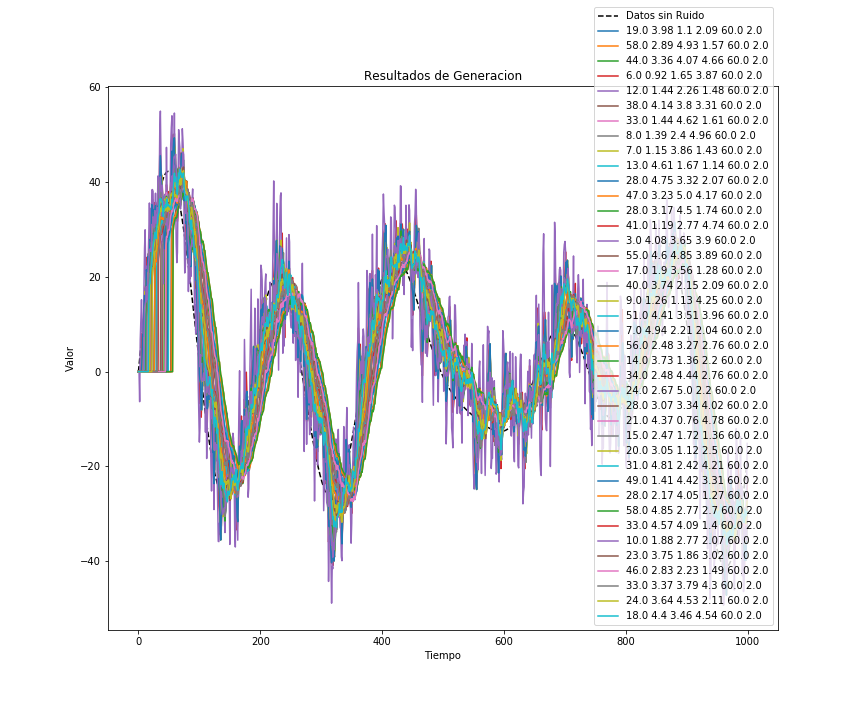 Resultados de Generacion
Datos sin Ruido
19.0 3.98 1.1 2.09 60.0 2.0
58.0 2.89 4.93 1.57 60.0 2.0
44.0 3.36 4.07 4.66 60.0 2.0
6.0 0.92 1.65 3.87 60.0 2.0
12.0 1.44 2.26 1.48 60.0 2.0
38.0 4.14 3.8 3.31 60.0 2.0
33.0 1.44 4.62 1.61 60.0 2.0
8.0 1.39 2.4 4.96 60.0 2.0
7.0 1.15 3.86 1.43 60.0 2.0
13.0 4.61 1.67 1.14 60.0 2.0
28.0 4.75 3.32 2.07 60.0 2.0
47.0 3.23 5.0 4.17 60.0 2.0
28.0 3.17 4.5 1.74 60.0 2.0
41.0 1.19 2.77 4.74 60.0 2.0
3.0 4.08 3.65 3.9 60.0 2.0
55.0 4.6 4.85 3.89 60.0 2.0
17.0 1.9 3.56 1.28 60.0 2.0
40.0 3.74 2.15 2.09 60.0 2.0
9.0 1.26 1.13 4.25 60.0 2.0
51.0 4.41 3.51 3.96 60.0 2.0
7.0 4.94 2.21 2.04 60.0 2.0
56.0 2.48 3.27 2.76 60.0 2.0
14.0 3.73 1.36 2.2 60.0 2.0
34.0 2.48 4.44 2.76 60.0 2.0
24.0 2.67 5.0 2.2 60.0 2.0
28.0 3.07 3.34 4.02 60.0 2.0
21.0 4.37 0.76 4.78 60.0 2.0
15.0 2.47 1.72 1.36 60.0 2.0
20.0 3.05 1.12 2.5 60.0 2.0
31.0 4.81 2.42 4.21 60.0 2.0
49.0 1.41 4.42 3.31 60.0 2.0
28.0 2.17 4.05 1.27 60.0 2.0
58.0 4.85 2.77 2.7 60.0 2.0
33.0 4.57 4.09 1.4 60.0 2.0
10.0 1.88 2.77 2.07 60.0 2.0
23.0 3.75 1.86 3.02 60.0 2.0
46.0 2.83 2.23 1.49 60.0 2.0
33.0 3.37 3.79 4.3 60.0 2.0
24.0 3.64 4.53 2.11 60.0 2.0
18.0 4.4 3.46 4.54 60.0 2.0
60
40
20
0
−20
−40
Valor
0 200 400 600 800 1000
Tiempo